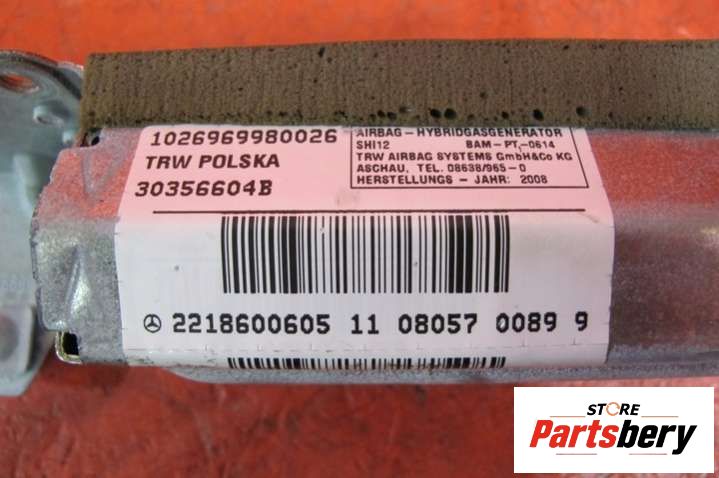 1026969980026
TRW POLSKA
30356604B
AIRBAG-HYBRIDGASGENERATOR
SHI12 BAM-PT,-0614
TRW AIRBAG SYSTEMS GmbH&Co KG
ASCHAU, TEL. 08638/965-0
HERSTELLUNGS-JAHR: 2008
2218600605 11 08057 0089 9
STORE
Partsbery